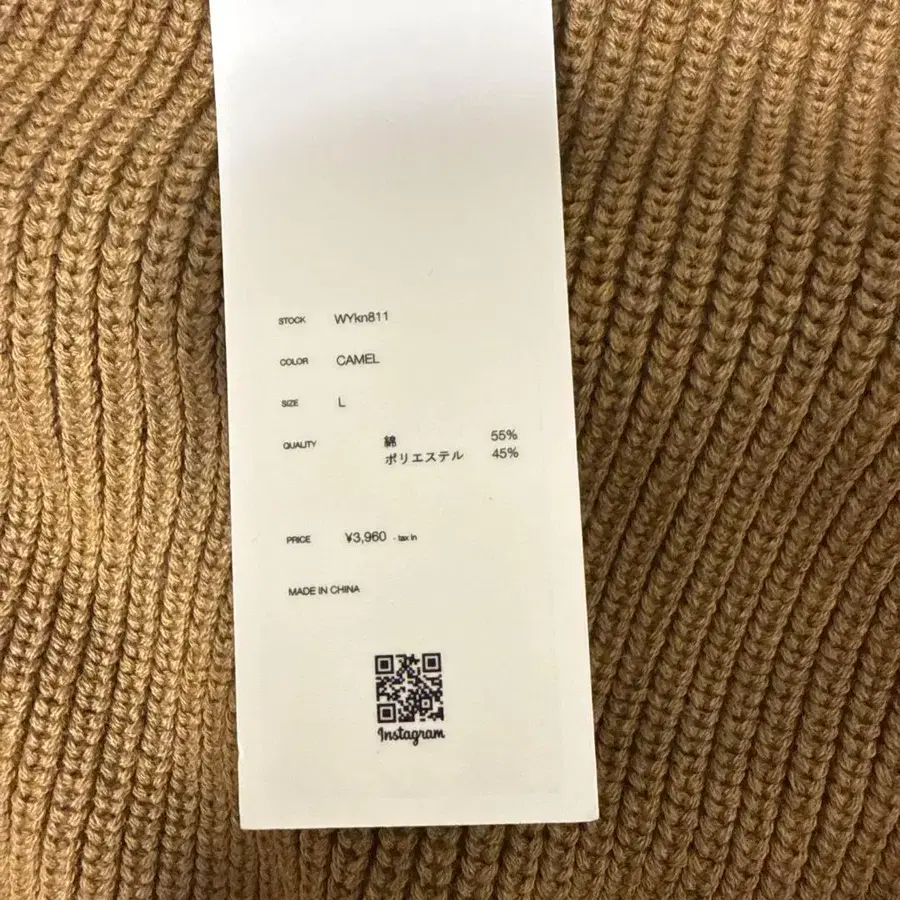 STOCK WYkn811
COLOR CAMEL
SIZE L
QUALITY 綿 55%
ポリエステル 45%
PRICE ¥3,960 - tax in
MADE IN CHINA
Instagram